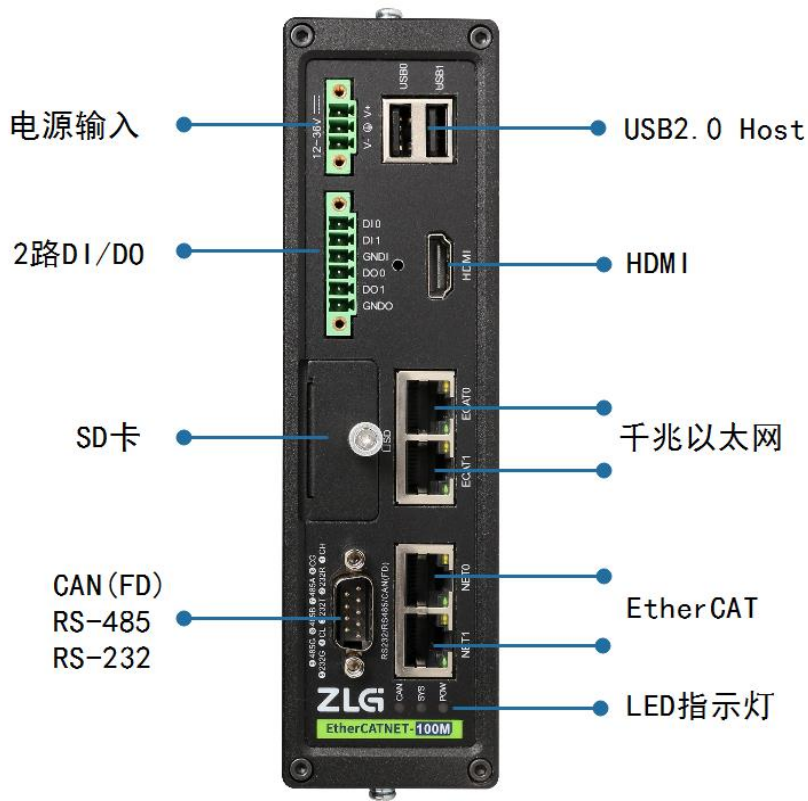 电源输入
2路DI/DO
SD卡
CAN(FD)
RS-485
RS-232
12-36V
V+
V-
USB0
USB1
DI0
DI1
GNDI
DO0
DO1
GNDO
HDMI
SD
ECAT0
ECAT1
NET0
NET1
RS232/RS485/CAN(FD)
CAN
SYS
POW
ZLG
EtherCATNET-100M
USB2.0 Host
HDMI
千兆以太网
EtherCAT
LED指示灯